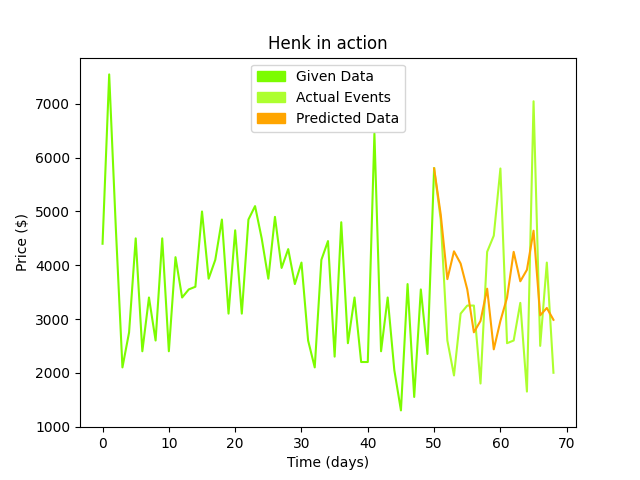 Henk in action
Given Data
Actual Events
Predicted Data
Price ($)
7000
6000
5000
4000
3000
2000
1000
0 10 20 30 40 50 60 70
Time (days)